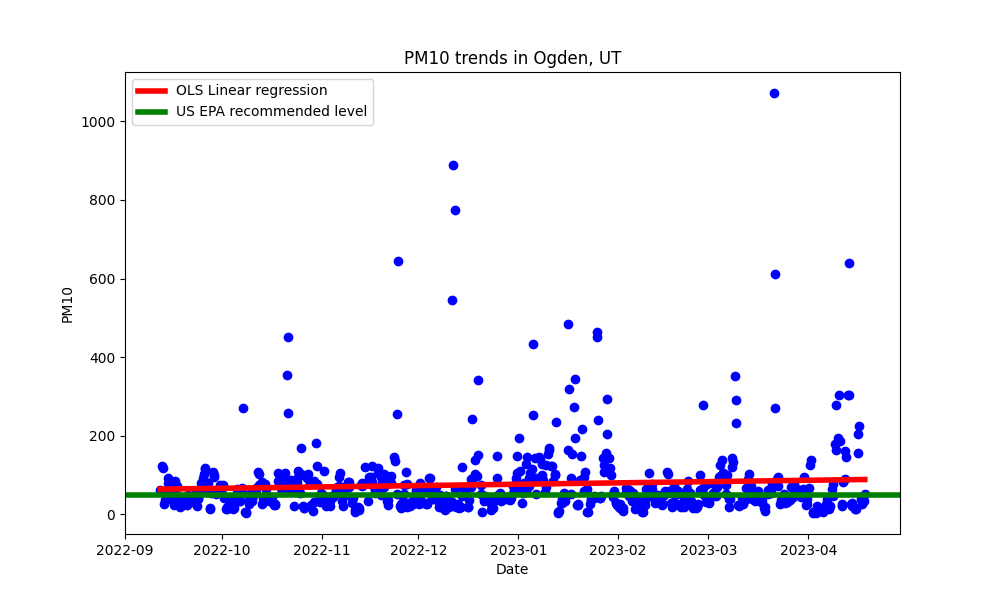 PM10 trends in Ogden, UT
OLS Linear regression
US EPA recommended level
1000
800
600
400
200
0
PM10
2022-09 2022-10 2022-11 2022-12 2023-01 2023-02 2023-03 2023-04
Date